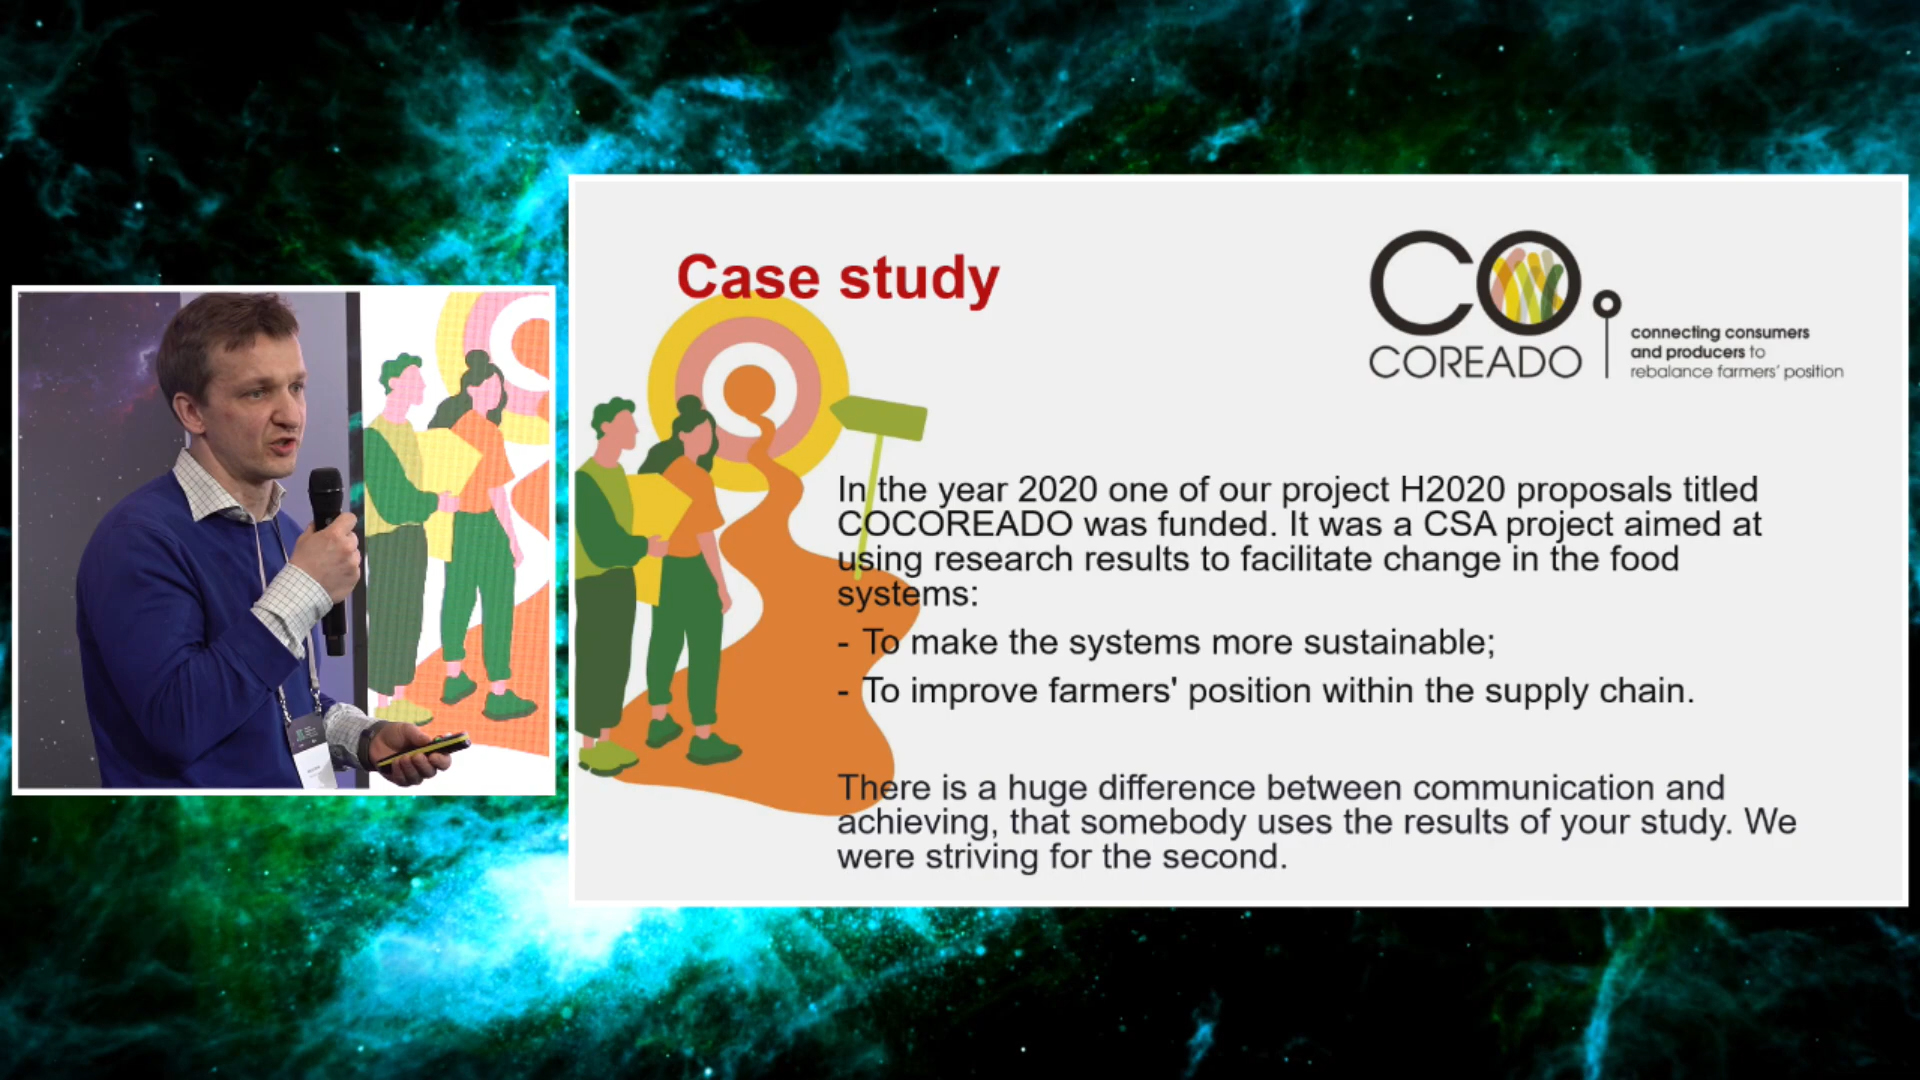 Case study
CO
COREADO
connecting consumers
and producers to
rebalance farmers' position
In the year 2020 one of our project H2020 proposals titled
COCOREADO was funded. It was a CSA project aimed at
using research results to facilitate change in the food
systems:
- To make the systems more sustainable;
- To improve farmers' position within the supply chain.
There is a huge difference between communication and
achieving, that somebody uses the results of your study. We
were striving for the second.